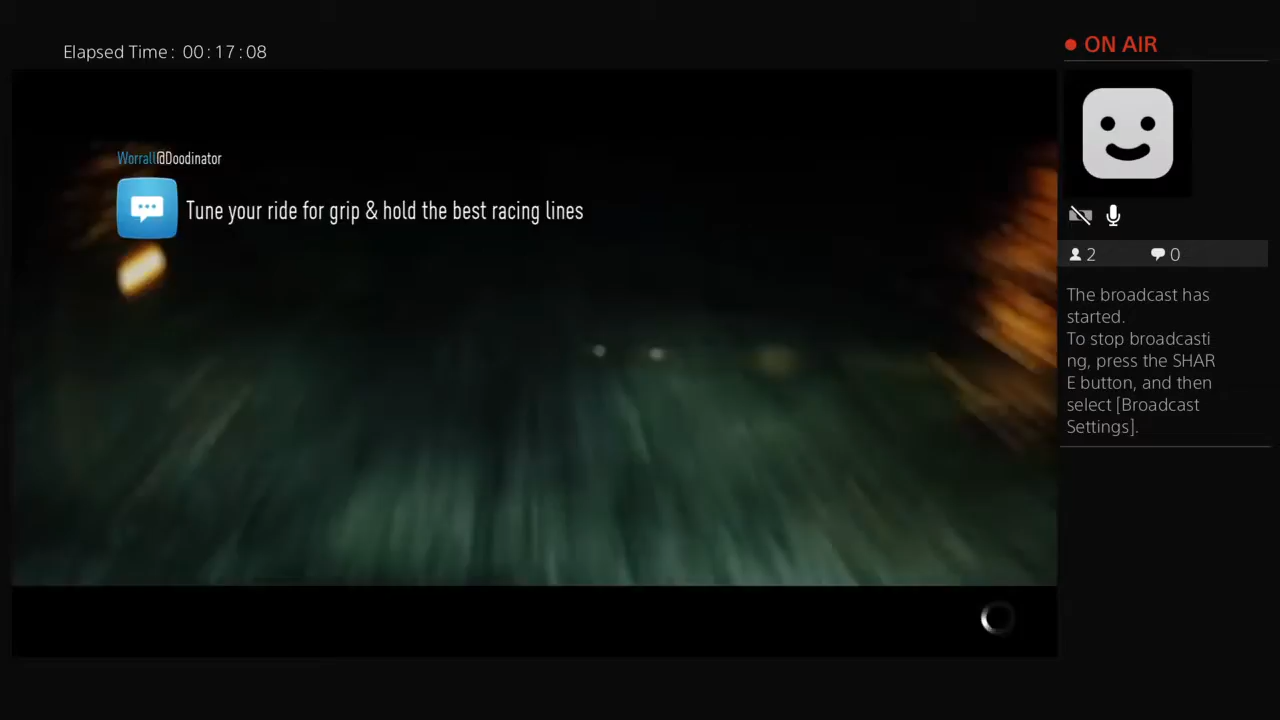 Elapsed Time: 00:17:08
ON AIR
Worrall@Doodinator
Tune your ride for grip & hold the best racing lines
2 0
The broadcast has
started.
To stop broadcasti
ng, press the SHAR
E button, and then
select [Broadcast
Settings].